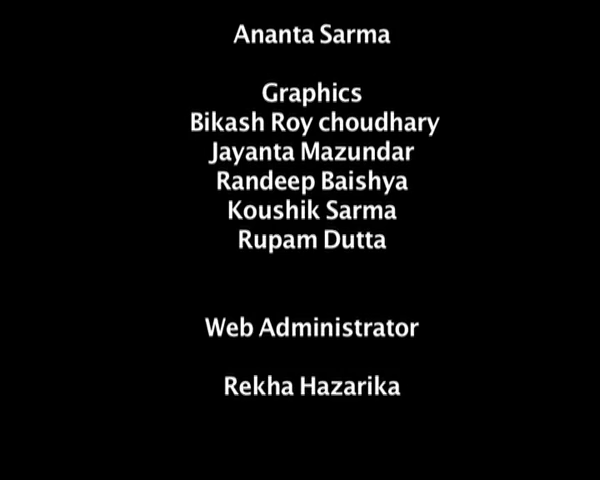 Ananta Sarma
Graphics
Bikash Roy choudhary
Jayanta Mazundar
Randeep Baishya
Koushik Sarma
Rupam Dutta
Web Administrator
Rekha Hazarika